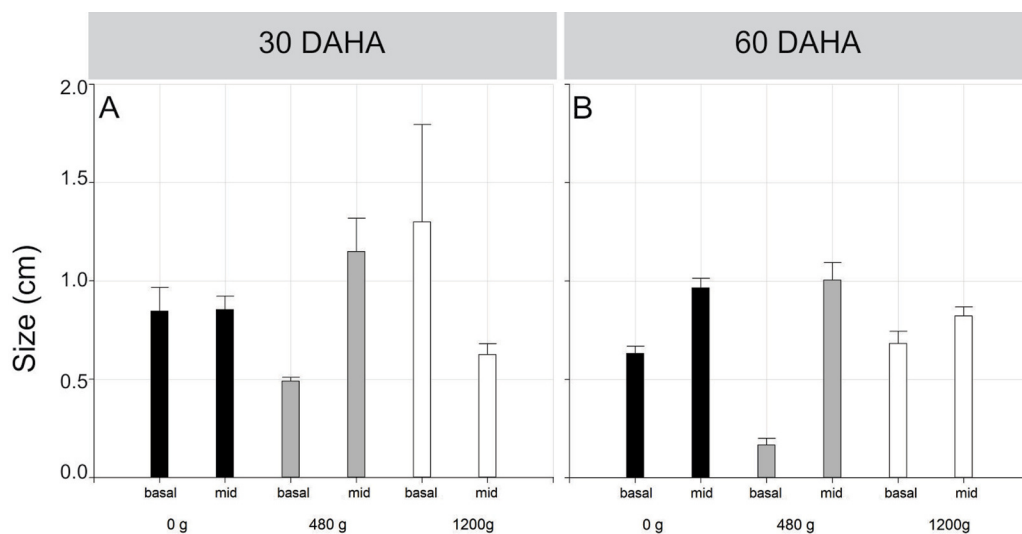 30 DAHA 60 DAHA
A B
Size (cm)
2.0
1.5
1.0
0.5
0.0
basal mid basal mid basal mid basal mid basal mid basal mid
0 g 480 g 1200g 0 g 480 g 1200g